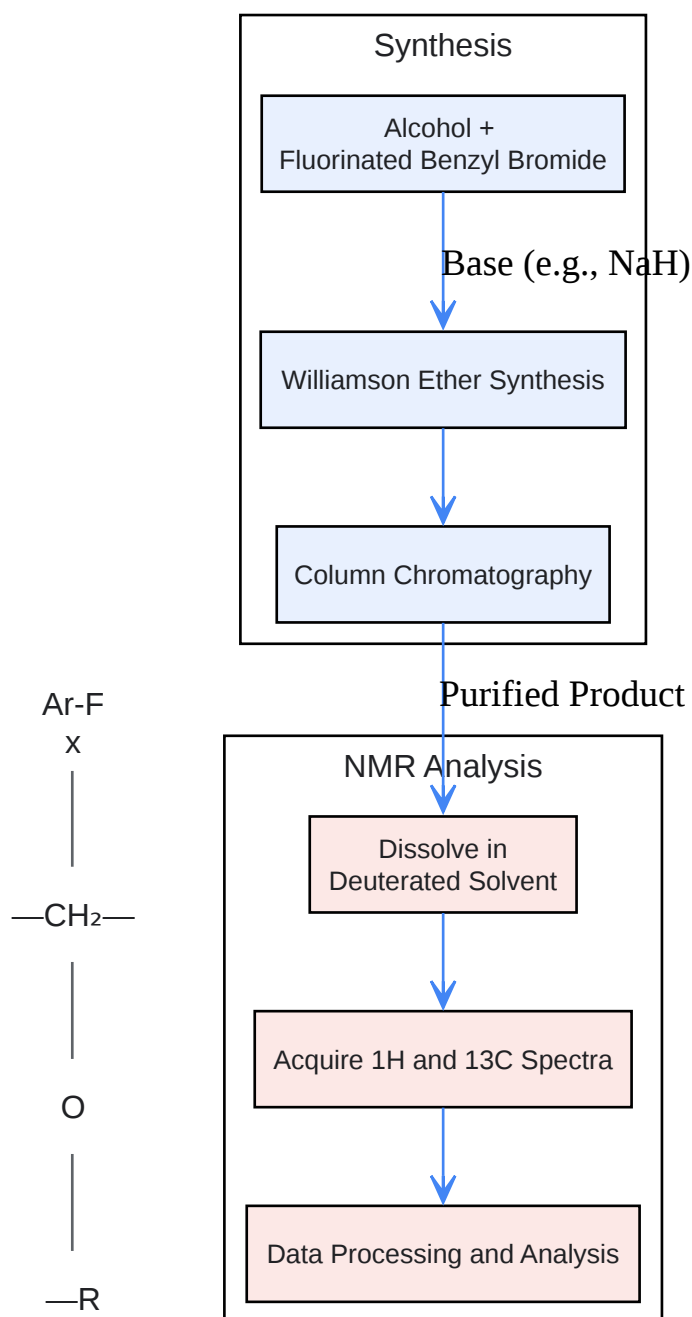 Synthesis
Alcohol +
Fluorinated Benzyl Bromide
Base (e.g., NaH)
Williamson Ether Synthesis
Column Chromatography
Purified Product
NMR Analysis
Dissolve in
Deuterated Solvent
Acquire 1H and 13C Spectra
Data Processing and Analysis
Ar-F
x
—CH₂—
O
—R